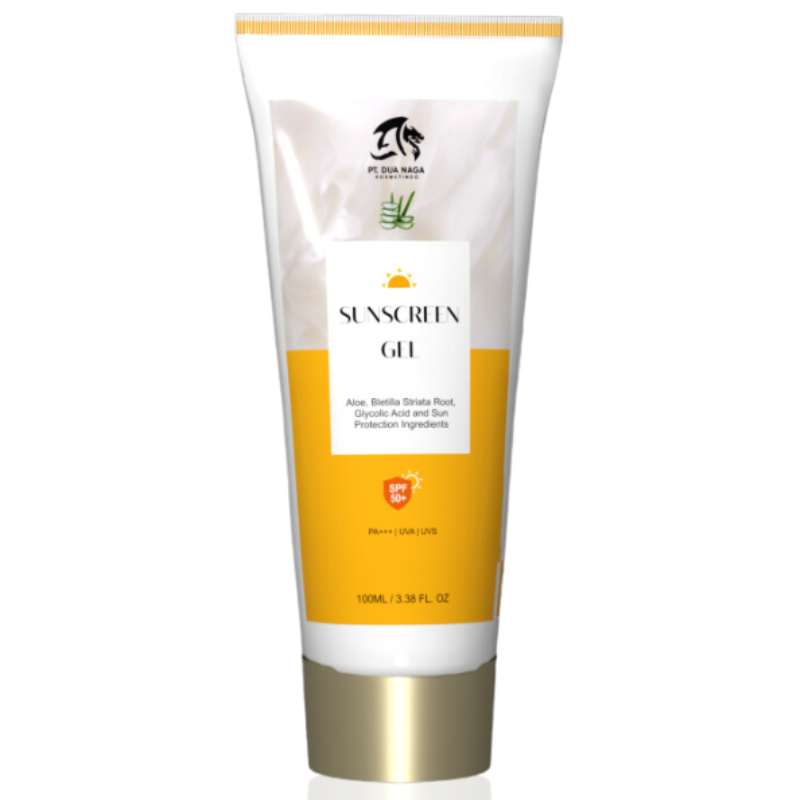 PT. DUA NAGA
KOSMETINDO
SUNSCREEN
GEL
Aloe, Bletilla Striata Root,
Glycolic Acid and Sun
Protection Ingredients
SPF
50+
PA+++ | UVA | UVB
100ML / 3.38 FL. OZ